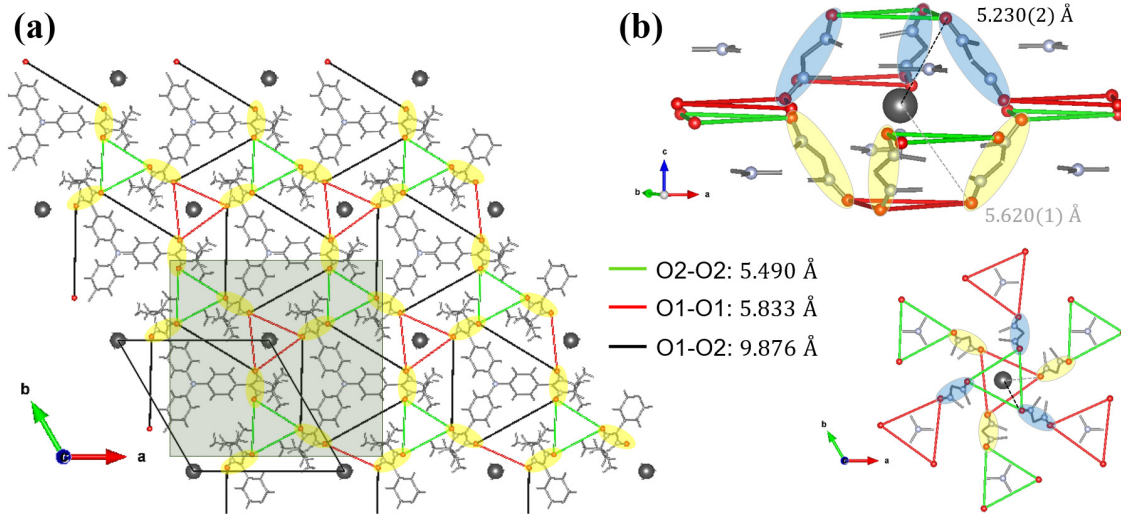 (a)
(b)
5.230(2) Å
c
b
a
5.620(1) Å
O2-O2: 5.490 Å
O1-O1: 5.833 Å
O1-O2: 9.876 Å
b
a
c
b
a